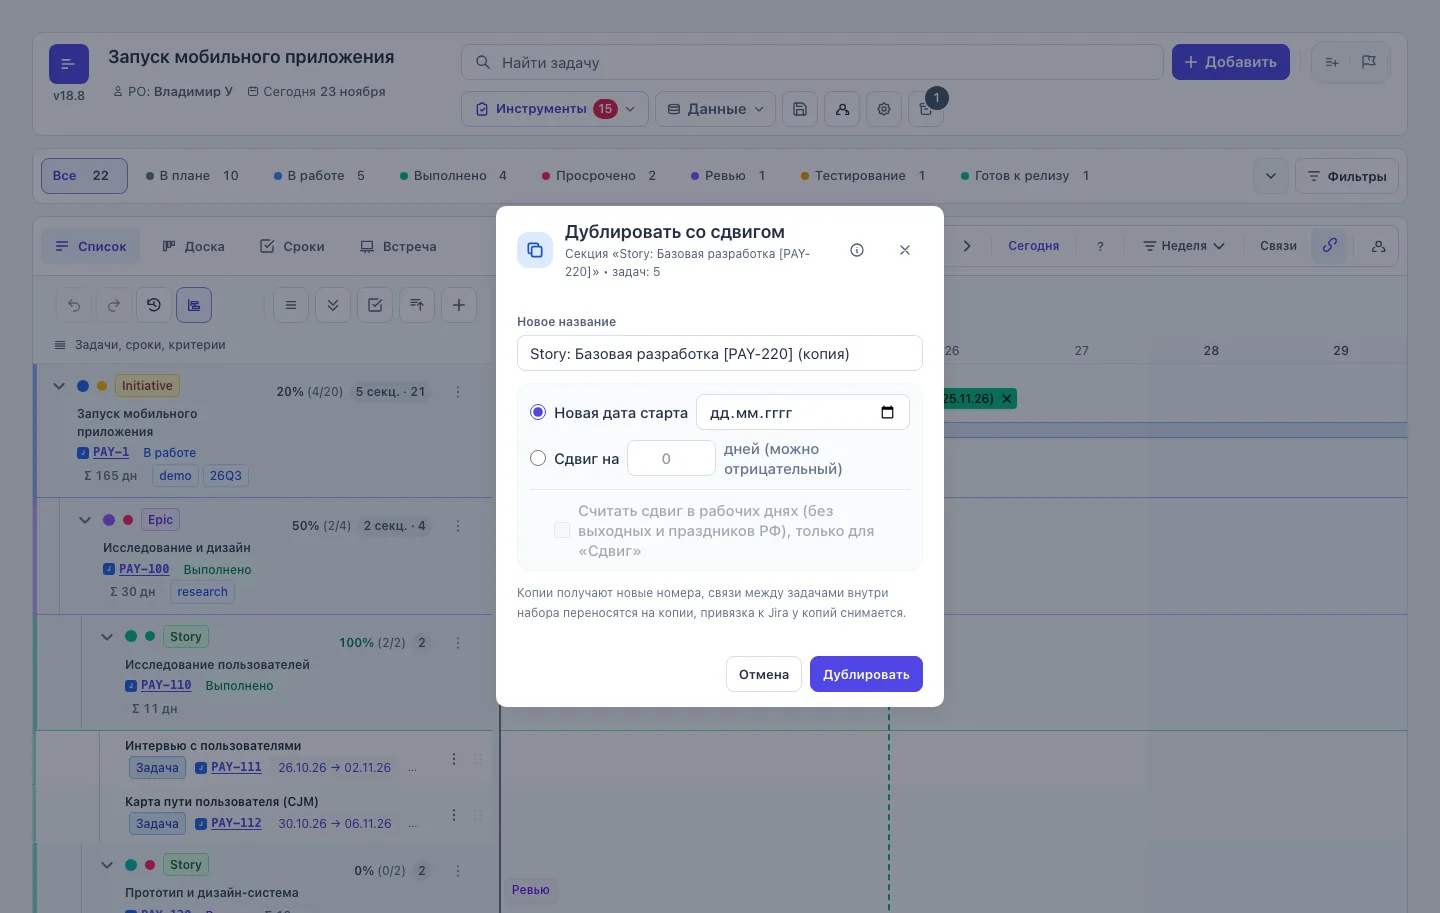 Запуск мобильного приложения
v18.8
PO: Владимир У
Сегодня 23 ноября
Найти задачу
Добавить
Инструменты 15
Данные
1
Все 22
В плане 10
В работе 5
Выполнено 4
Просрочено 2
Ревью 1
Тестирование 1
Готов к релизу 1
Фильтры
Список
Доска
Сроки
Встреча
Сегодня
?
Неделя
Связи
Задачи, сроки, критерии
26
27
28
29
Дублировать со сдвигом
Секция «Story: Базовая разработка [PAY-
220]» • задач: 5
Новое название
Story: Базовая разработка [PAY-220] (копия)
Новая дата старта
дд.мм.гггг
Сдвиг на
0
дней (можно
отрицательный)
Считать сдвиг в рабочих днях (без
выходных и праздников РФ), только для
«Сдвиг»
Копии получают новые номера, связи между задачами внутри
набора переносятся на копии, привязка к Jira у копий снимается.
Отмена
Дублировать
25.11.26)
Initiative
20% (4/20)
5 секц. · 21
Запуск мобильного
приложения
PAY-1 В работе
Σ 165 дн
demo
26Q3
Epic
50% (2/4)
2 секц. · 4
Исследование и дизайн
PAY-100 Выполнено
Σ 30 дн
research
Story
100% (2/2) 2
Исследование пользователей
PAY-110 Выполнено
Σ 11 дн
Интервью с пользователями
Задача PAY-111 26.10.26 → 02.11.26 ...
Карта пути пользователя (CJM)
Задача PAY-112 30.10.26 → 06.11.26 ...
Story
0% (0/2) 2
Прототип и дизайн-система
Ревью